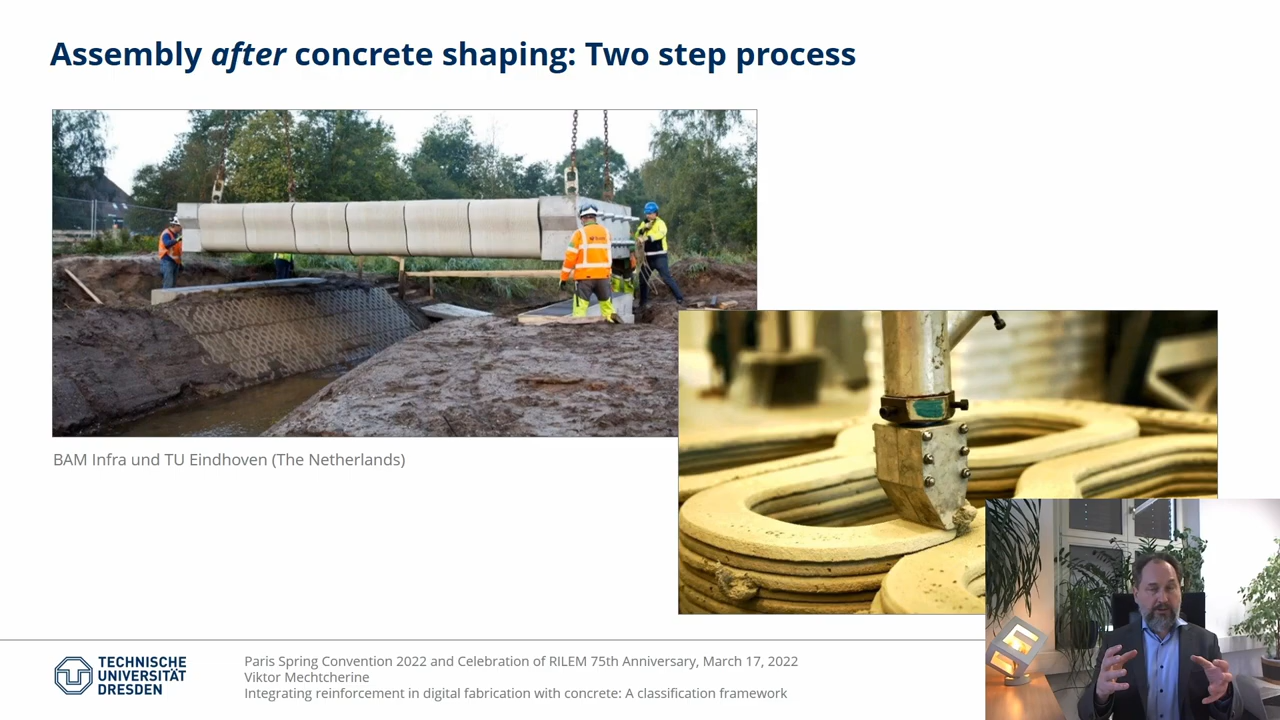 Assembly after concrete shaping: Two step process
BAM Infra und TU Eindhoven (The Netherlands)
TECHNISCHE
UNIVERSITÄT
DRESDEN
Paris Spring Convention 2022 and Celebration of RILEM 75th Anniversary, March 17, 2022
Viktor Mechtcherine
Integrating reinforcement in digital fabrication with concrete: A classification framework